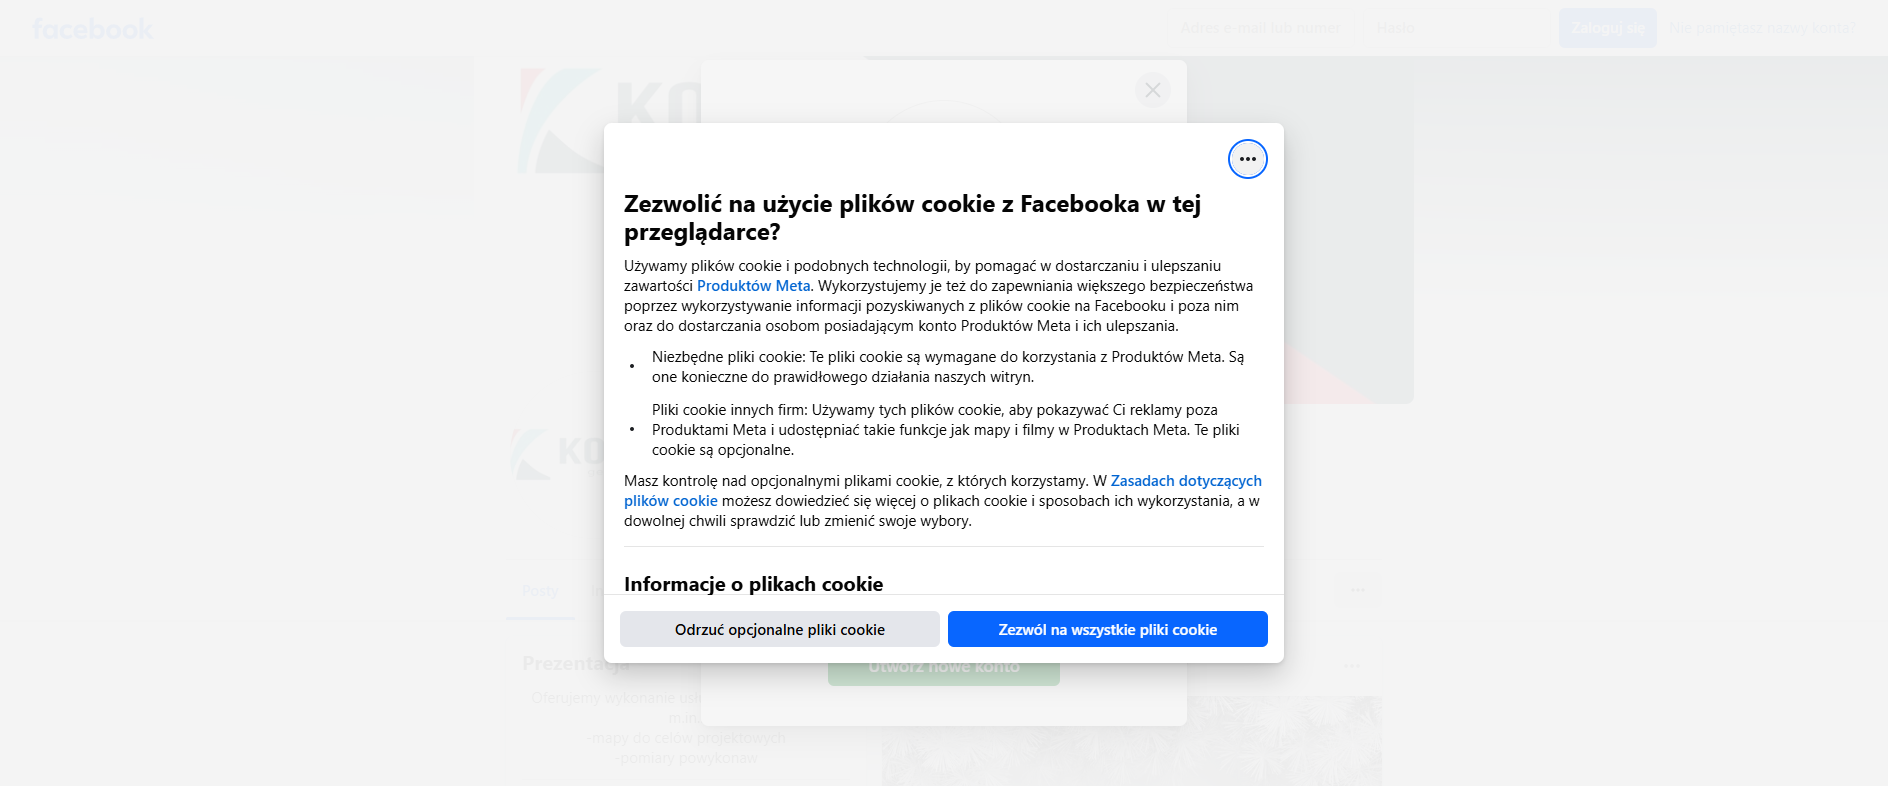 facebook
Adres e-mail lub numer
Hasło
Zaloguj się
Nie pamiętasz nazwy konta?
Zezwolić na użycie plików cookie z Facebooka w tej
przeglądarce?
Używamy plików cookie i podobnych technologii, by pomagać w dostarczaniu i ulepszaniu
zawartości Produktów Meta. Wykorzystujemy je też do zapewniania większego bezpieczeństwa
poprzez wykorzystywanie informacji pozyskiwanych z plików cookie na Facebooku i poza nim
oraz do dostarczania osobom posiadającym konto Produktów Meta i ich ulepszania.
• Niezbędne pliki cookie: Te pliki cookie są wymagane do korzystania z Produktów Meta. Są
one konieczne do prawidłowego działania naszych witryn.
• Pliki cookie innych firm: Używamy tych plików cookie, aby pokazywać Ci reklamy poza
Produktami Meta i udostępniać takie funkcje jak mapy i filmy w Produktach Meta. Te pliki
cookie są opcjonalne.
Masz kontrolę nad opcjonalnymi plikami cookie, z których korzystamy. W Zasadach dotyczących
plików cookie możesz dowiedzieć się więcej o plikach cookie i sposobach ich wykorzystania, a w
dowolnej chwili sprawdzić lub zmienić swoje wybory.
Informacje o plikach cookie
Odrzuć opcjonalne pliki cookie
Zezwól na wszystkie pliki cookie
Posty
Prezentacja
Utwórz nowe konto
Oferujemy wykonanie
-mapy do celów projektowych
-pomiary powykonaw